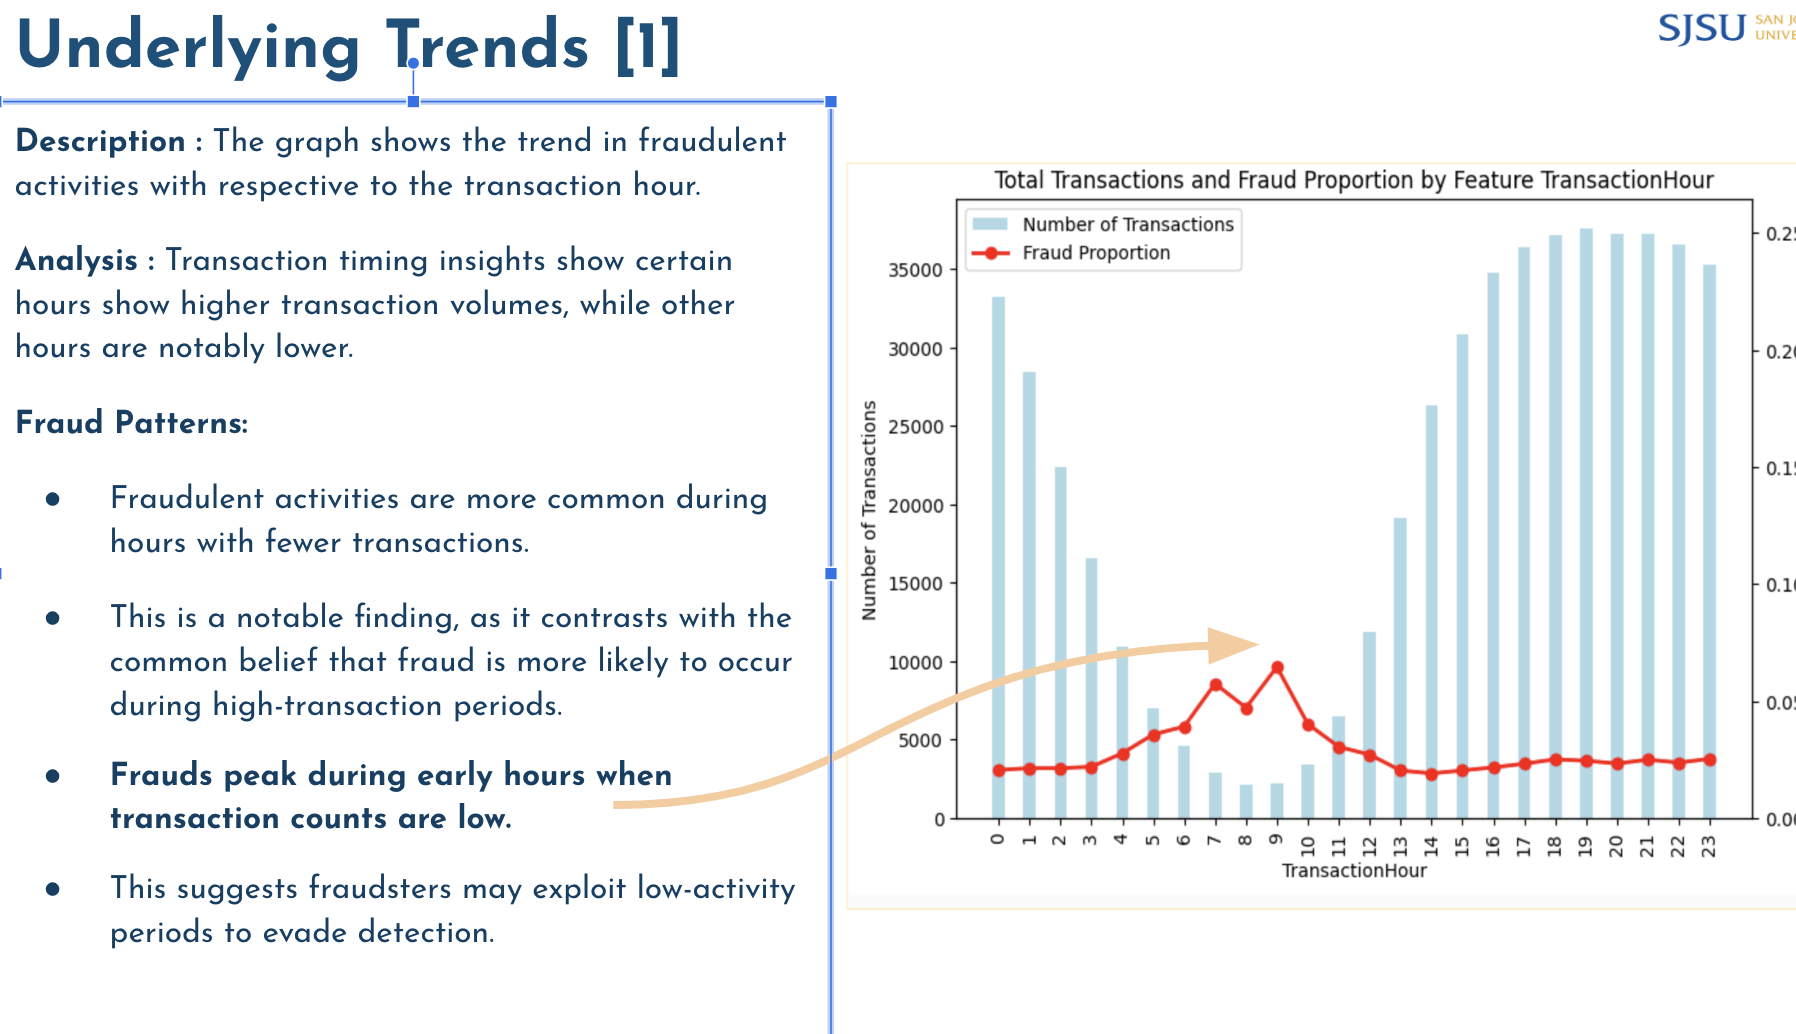 Underlying Trends [1]
SJSU SAN JO
UNIVE
Description : The graph shows the trend in fraudulent
activities with respective to the transaction hour.
Analysis : Transaction timing insights show certain
hours show higher transaction volumes, while other
hours are notably lower.
Fraud Patterns:
● Fraudulent activities are more common during
hours with fewer transactions.
● This is a notable finding, as it contrasts with the
common belief that fraud is more likely to occur
during high-transaction periods.
● Frauds peak during early hours when
transaction counts are low.
● This suggests fraudsters may exploit low-activity
periods to evade detection.
Total Transactions and Fraud Proportion by Feature TransactionHour
Number of Transactions
Fraud Proportion
Number of Transactions
35000
30000
25000
20000
15000
10000
5000
0
0.25
0.20
0.15
0.10
0.05
0.00
0 1 2 3 4 5 6 7 8 9 10 11 12 13 14 15 16 17 18 19 20 21 22 23
TransactionHour